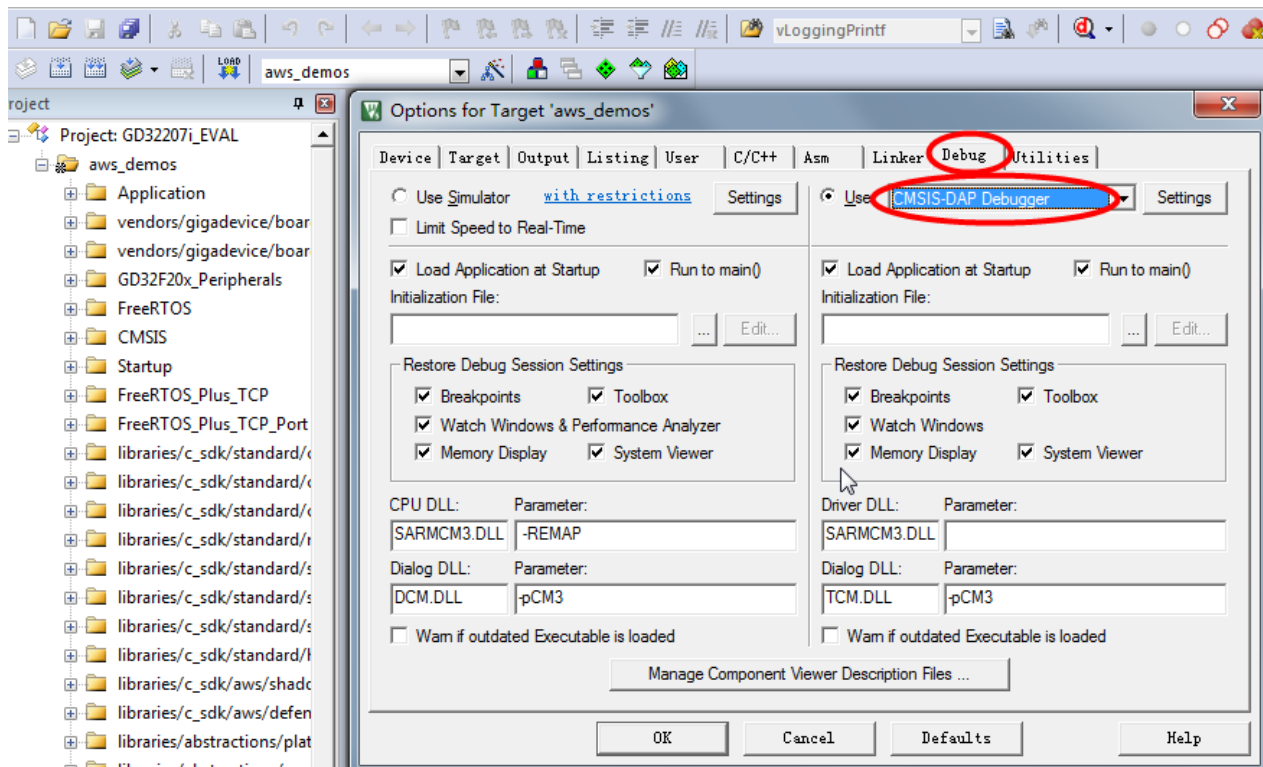 vLoggingPrintf
LOAD aws_demos
roject
Project: GD32207i_EVAL
aws_demos
Application
vendors/gigadevice/boar
vendors/gigadevice/boar
GD32F20x_Peripherals
FreeRTOS
CMSIS
Startup
FreeRTOS_Plus_TCP
FreeRTOS_Plus_TCP_Port
libraries/c_sdk/standard/c
libraries/c_sdk/standard/c
libraries/c_sdk/standard/c
libraries/c_sdk/standard/r
libraries/c_sdk/standard/s
libraries/c_sdk/standard/s
libraries/c_sdk/standard/s
libraries/c_sdk/standard/h
libraries/c_sdk/aws/shadc
libraries/c_sdk/aws/defen
libraries/abstractions/plat
Options for Target 'aws_demos'
Device Target Output Listing User C/C++ Asm Linker Debug Utilities
Use Simulator with restrictions Settings
Limit Speed to Real-Time
Load Application at Startup Run to main()
Initialization File:
... Edit...
Restore Debug Session Settings
Breakpoints Toolbox
Watch Windows & Performance Analyzer
Memory Display System Viewer
CPU DLL: Parameter:
SARMCM3.DLL -REMAP
Dialog DLL: Parameter:
DCM.DLL -pCM3
Warn if outdated Executable is loaded
Use CMSIS-DAP Debugger Settings
Load Application at Startup Run to main()
Initialization File:
... Edit...
Restore Debug Session Settings
Breakpoints Toolbox
Watch Windows
Memory Display System Viewer
Driver DLL: Parameter:
SARMCM3.DLL
Dialog DLL: Parameter:
TCM.DLL -pCM3
Warn if outdated Executable is loaded
Manage Component Viewer Description Files ...
OK Cancel Defaults Help